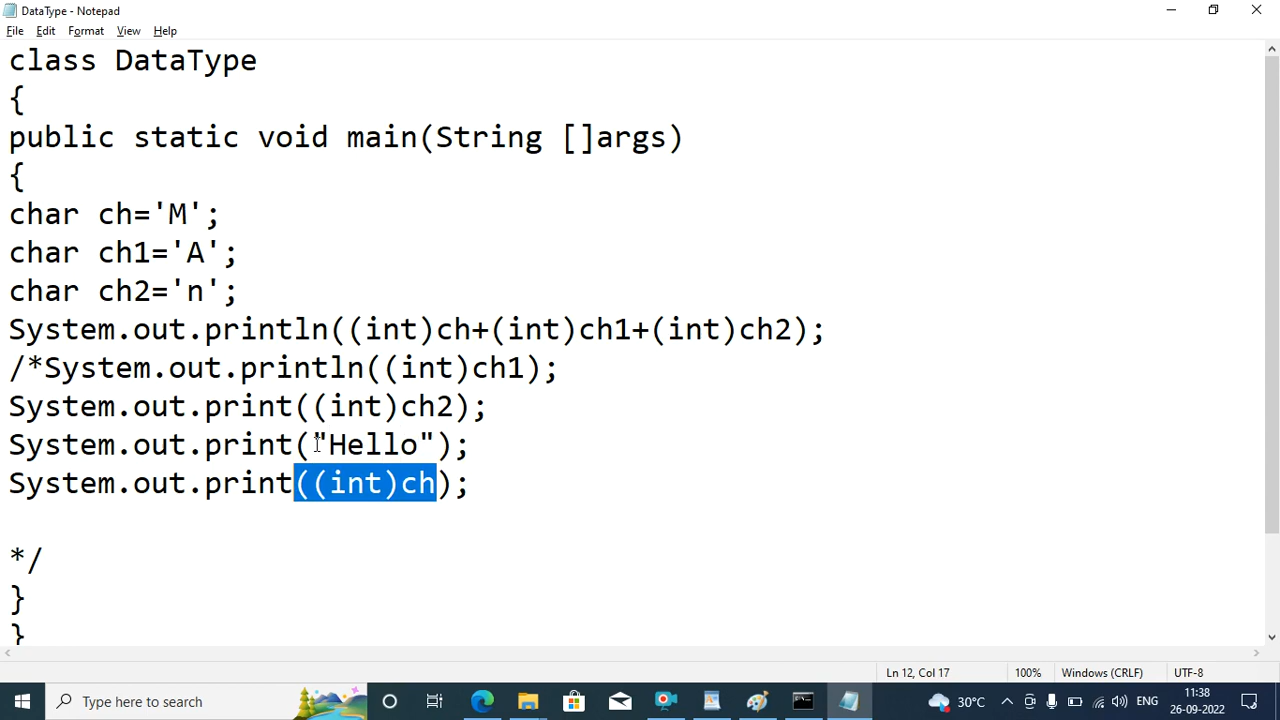 DataType - Notepad
File Edit Format View Help
class DataType
{
public static void main(String []args)
{
char ch='M';
char ch1='A';
char ch2='n';
System.out.println((int)ch+(int)ch1+(int)ch2);
/*System.out.println((int)ch1);
System.out.print((int)ch2);
System.out.print("Hello");
System.out.print((int)ch);
*/
}
}
Ln 12, Col 17 100% Windows (CRLF) UTF-8
Type here to search 30°C ENG 11:38
26-09-2022